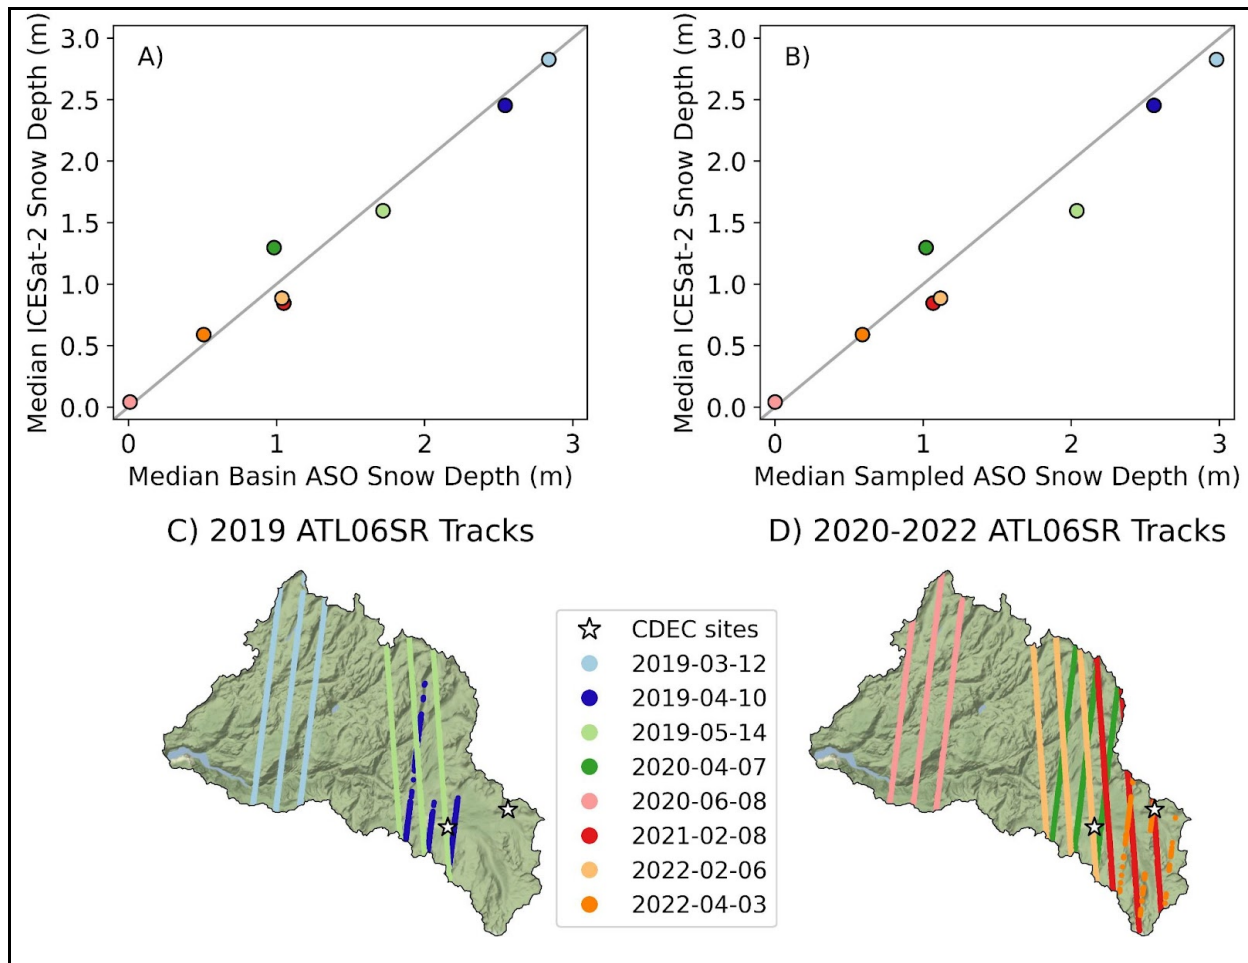 A)
3.0
2.5
2.0
1.5
1.0
0.5
0.0
Median ICESat-2 Snow Depth (m)
0 1 2 3
Median Basin ASO Snow Depth (m)
B)
3.0
2.5
2.0
1.5
1.0
0.5
0.0
Median ICESat-2 Snow Depth (m)
0 1 2 3
Median Sampled ASO Snow Depth (m)
C) 2019 ATL06SR Tracks
D) 2020-2022 ATL06SR Tracks
CDEC sites
2019-03-12
2019-04-10
2019-05-14
2020-04-07
2020-06-08
2021-02-08
2022-02-06
2022-04-03